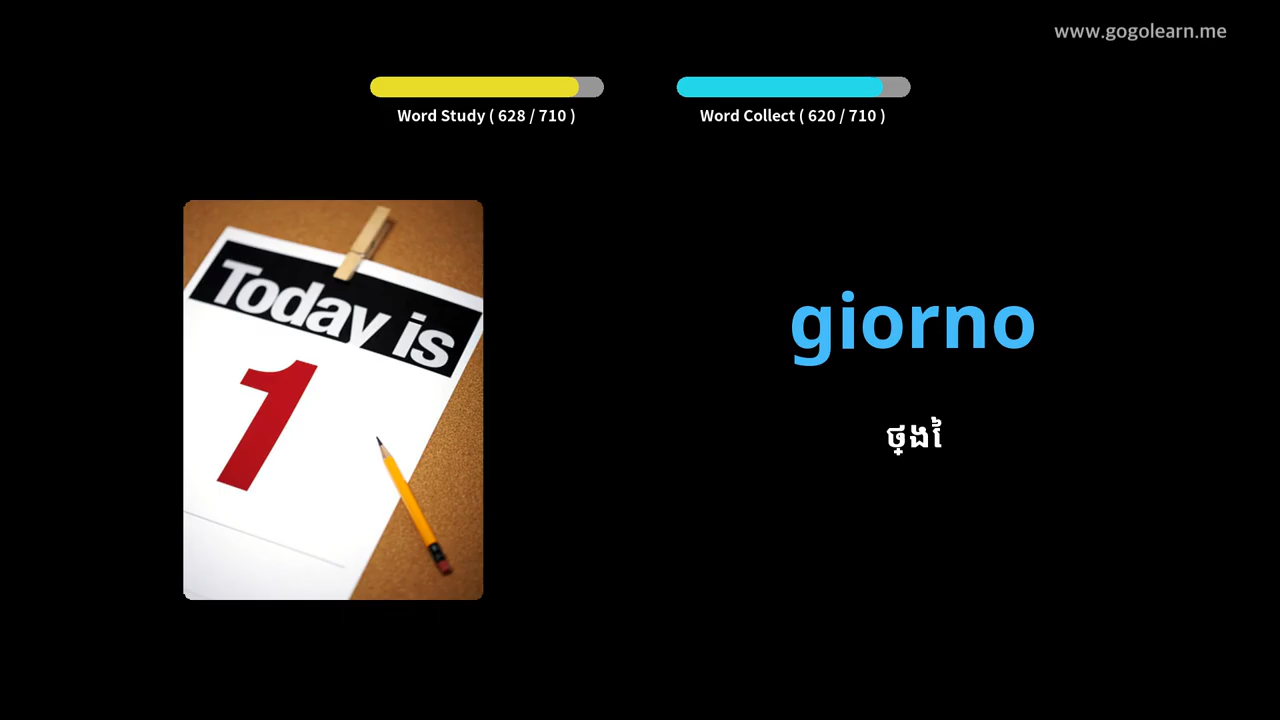 www.gogolearn.me
Word Study ( 628 / 710 )
Word Collect ( 620 / 710 )
Today is
1
giorno
ថ្ងៃ